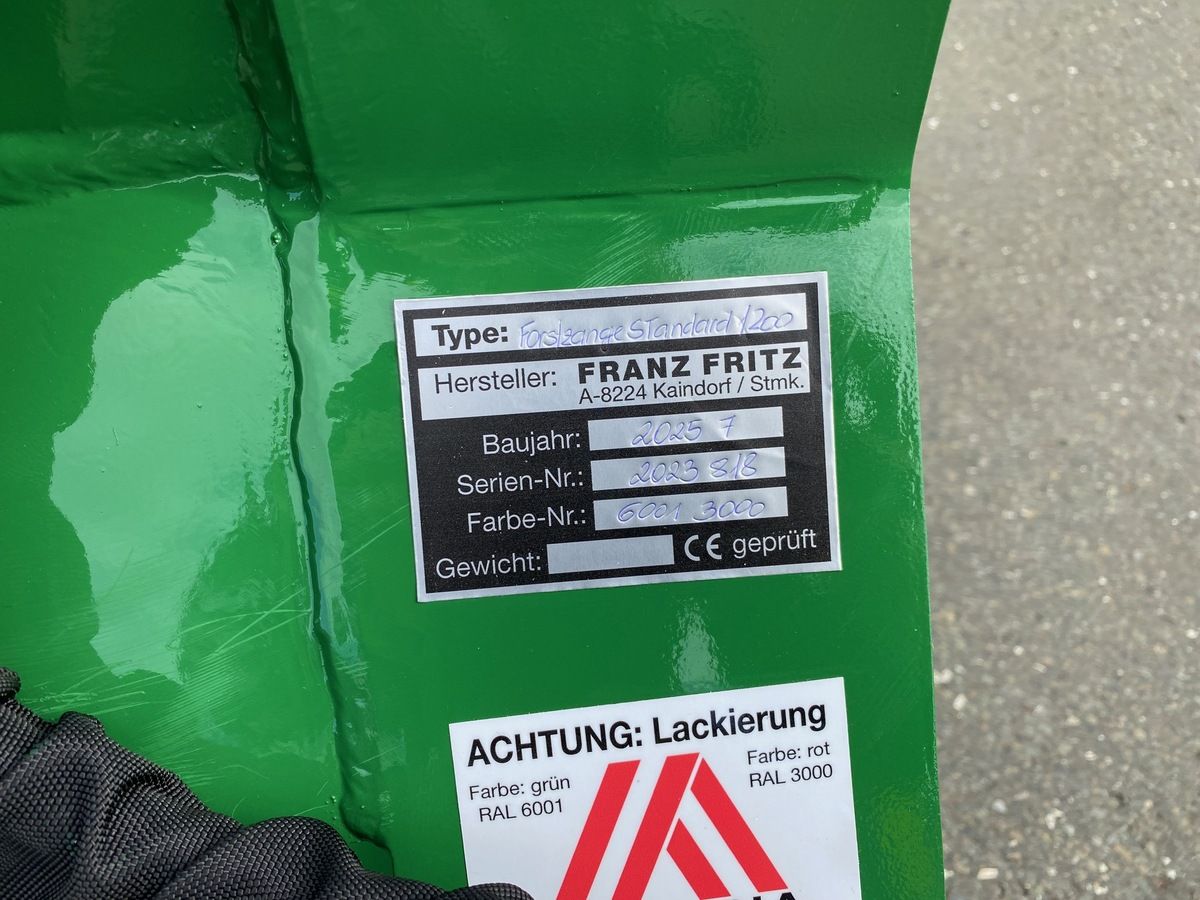 Type: Forstzange Standard 1200
Hersteller: FRANZ FRITZ
A-8224 Kaindorf / Stmk.
Baujahr: 2025 7
Serien-Nr.: 2023 818
Farbe-Nr.: 6001 3000
Gewicht:
CE geprüft
ACHTUNG: Lackierung
Farbe: grün
RAL 6001
Farbe: rot
RAL 3000